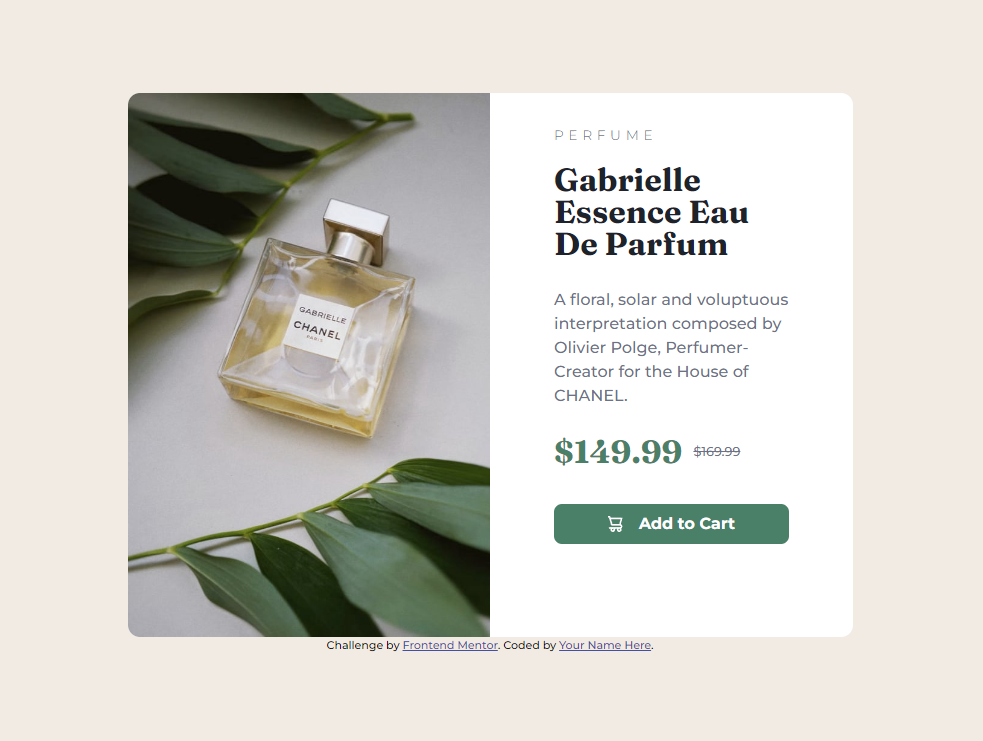 GABRIELLE
CHANEL
PARIS
PERFUME
Gabrielle
Essence Eau
De Parfum
A floral, solar and voluptuous
interpretation composed by
Olivier Polge, Perfumer-
Creator for the House of
CHANEL.
$149.99 $169.99
Add to Cart
Challenge by Frontend Mentor. Coded by Your Name Here.